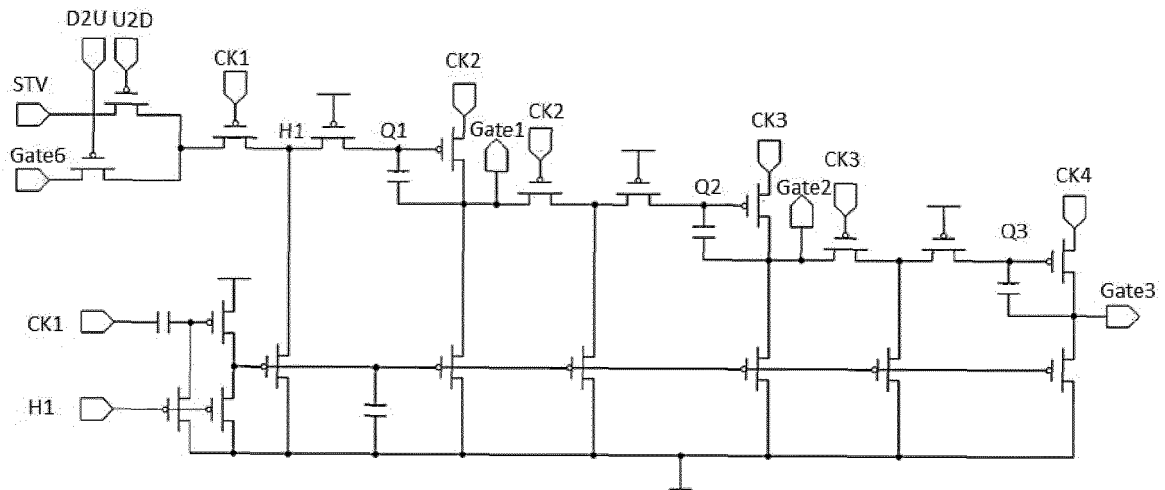 D2U U2D
STV
CK1
CK2
Gate6
H1
Q1
Gate1
CK2
CK3
Q2
Gate2
CK3
CK4
Q3
Gate3
CK1
H1